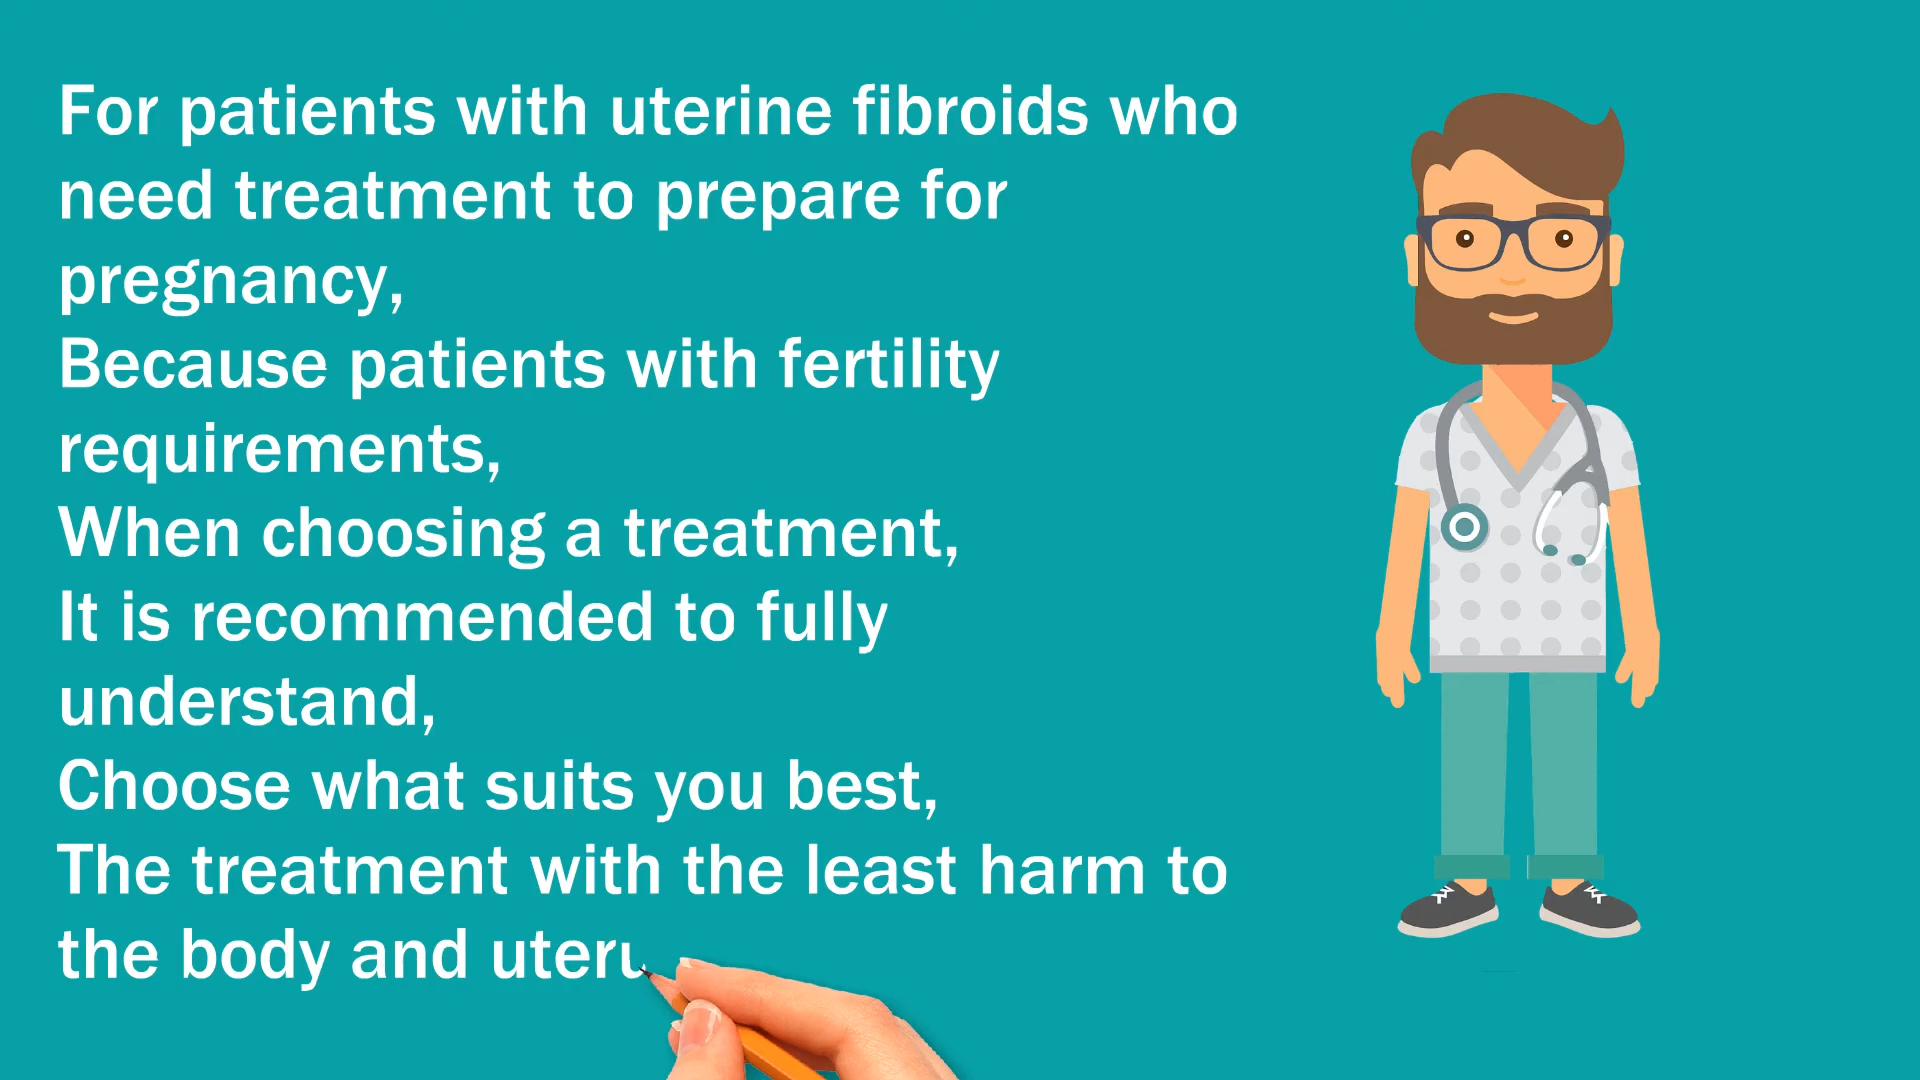 For patients with uterine fibroids who
need treatment to prepare for
pregnancy,
Because patients with fertility
requirements,
When choosing a treatment,
It is recommended to fully
understand,
Choose what suits you best,
The treatment with the least harm to
the body and uteru